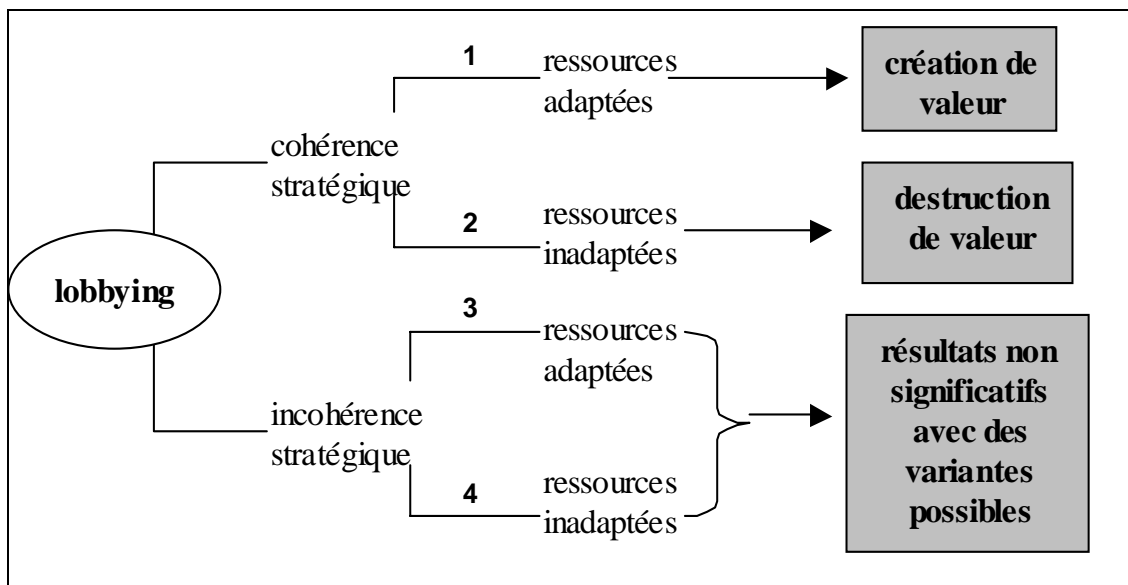 1
ressources
adaptées
création de
valeur
cohérence
stratégique
2
ressources
inadaptées
destruction
de valeur
lobbying
3
ressources
adaptées
incohérence
stratégique
4
ressources
inadaptées
résultats non
significatifs
avec des
variantes
possibles